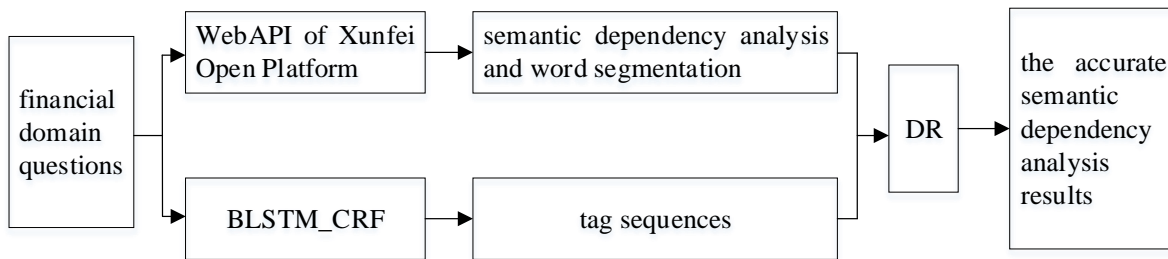 financial
domain
questions
WebAPI of Xunfei
Open Platform
semantic dependency analysis
and word segmentation
BLSTM_CRF
tag sequences
DR
the accurate
semantic
dependency
analysis
results